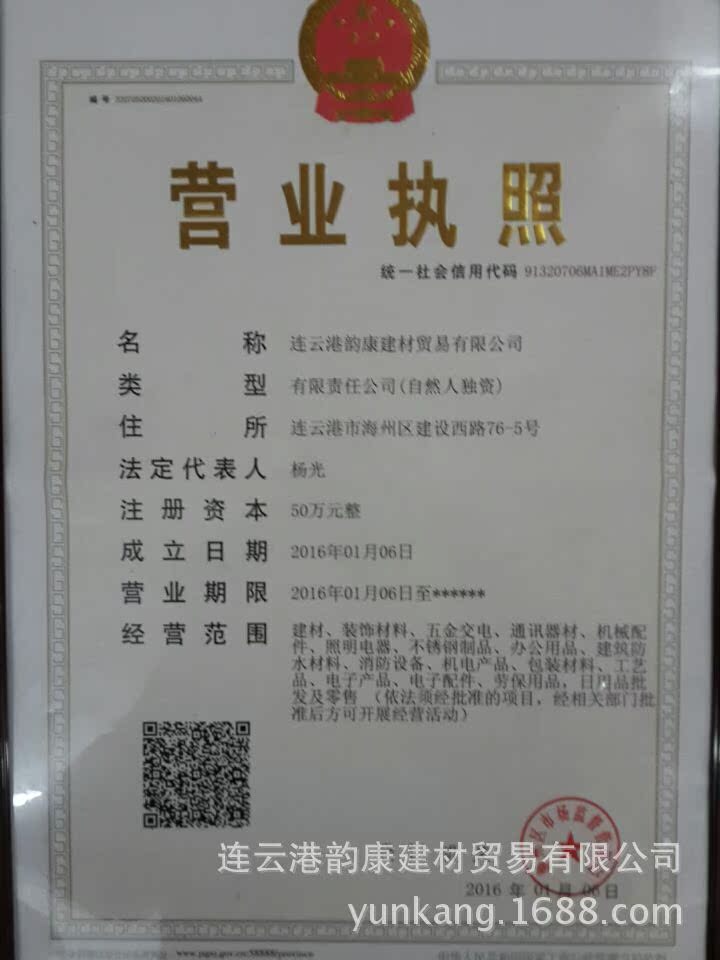 编 号
营业执照
统一社会信用代码 91320706MA1ME2PY8F
名 称 连云港韵康建材贸易有限公司
类 型 有限责任公司(自然人独资)
住 所 连云港市海州区建设西路76-5号
法定代表人 杨光
注册资本 50万元整
成立日期 2016年01月06日
营业期限 2016年01月06日至******
经营范围 建材、装饰材料、五金交电、通讯器材、机械配
件、照明电器、不锈钢制品、办公用品、建筑防
水材料、消防设备、机电产品、包装材料、工艺
品、电子产品、电子配件、劳保用品，日用品批
发及零售（依法须经批准的项目，经相关部门批
准后方可开展经营活动）
区市场监督管
连云港韵康建材贸易有限公司
2016 年 01 月 06 日
yunkang.1688.com